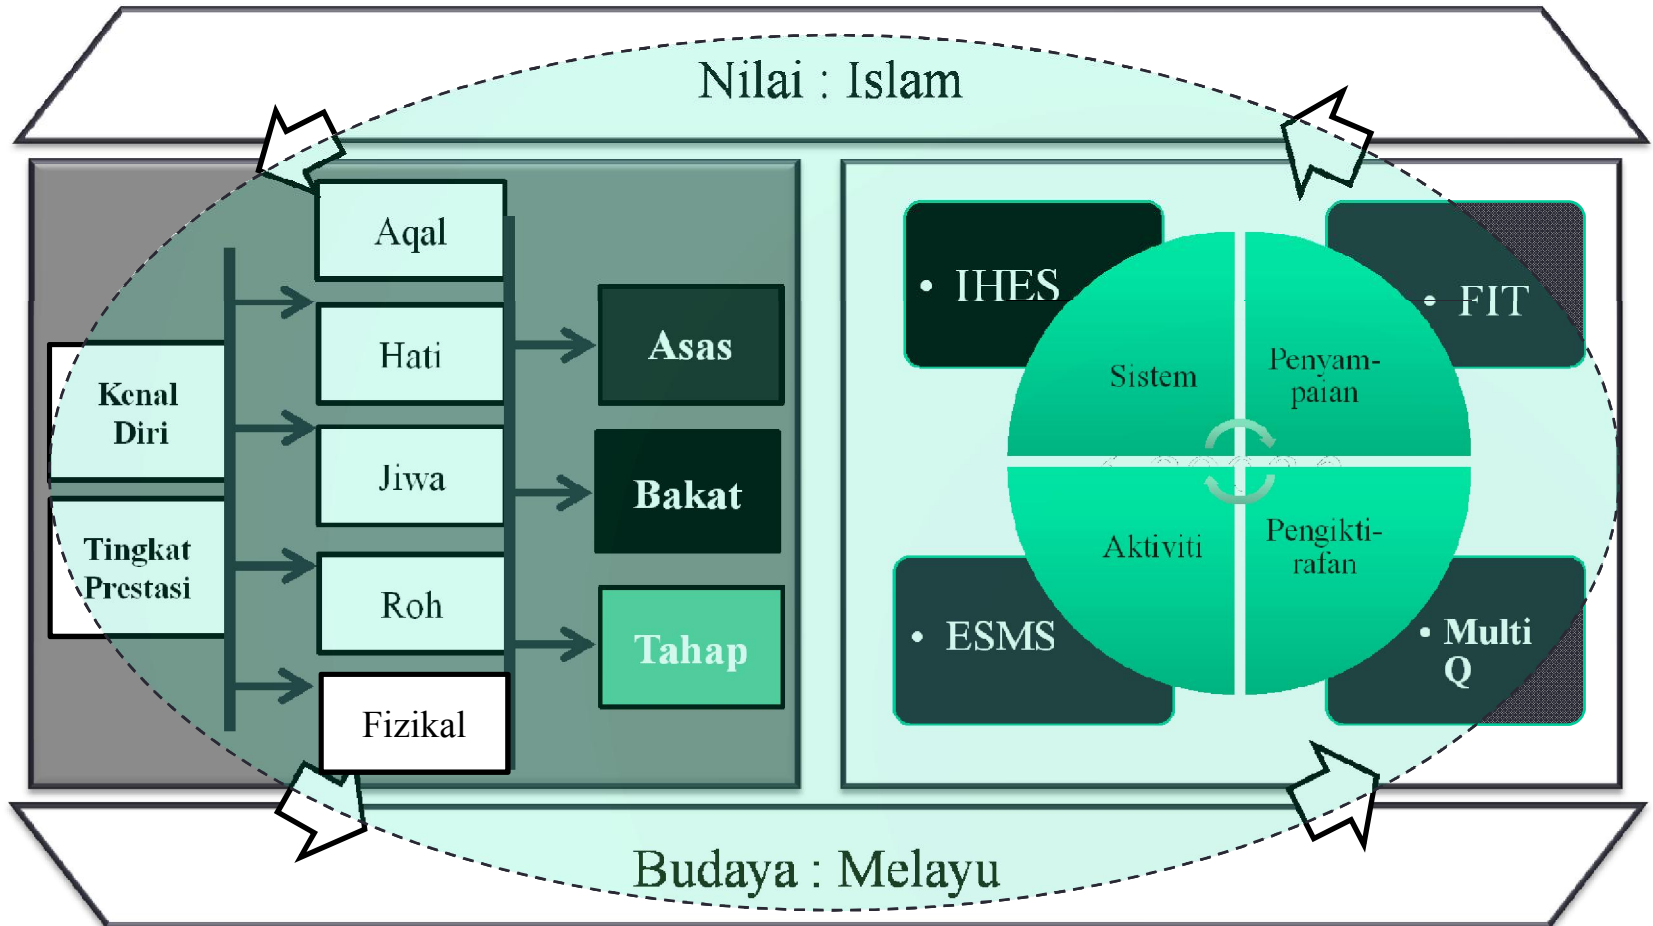 Nilai : Islam
Kenal
Diri
Tingkat
Prestasi
Aqal
Hati
Jiwa
Roh
Fizikal
Asas
Bakat
Tahap
• IHES
• FIT
Sistem
Penyam-
paian
Aktiviti
Pengikti-
rafan
• ESMS
• Multi
Q
Budaya : Melayu